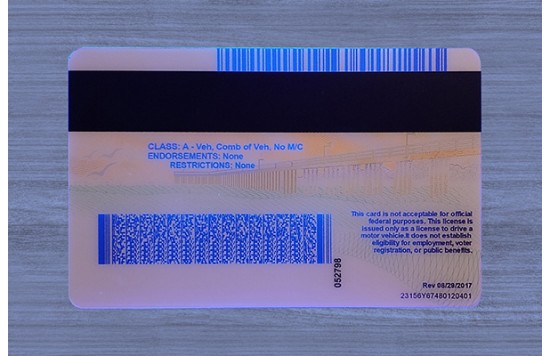 CLASS: A - Veh, Comb of Veh, No M/C
ENDORSEMENTS: None
RESTRICTIONS: None
This card is not acceptable for official
federal purposes. This license is
issued only as a license to drive a
motor vehicle.It does not establish
eligibility for employment, voter
registration, or public benefits.
052798
Rev 08/29/2017
23156Y67480120401